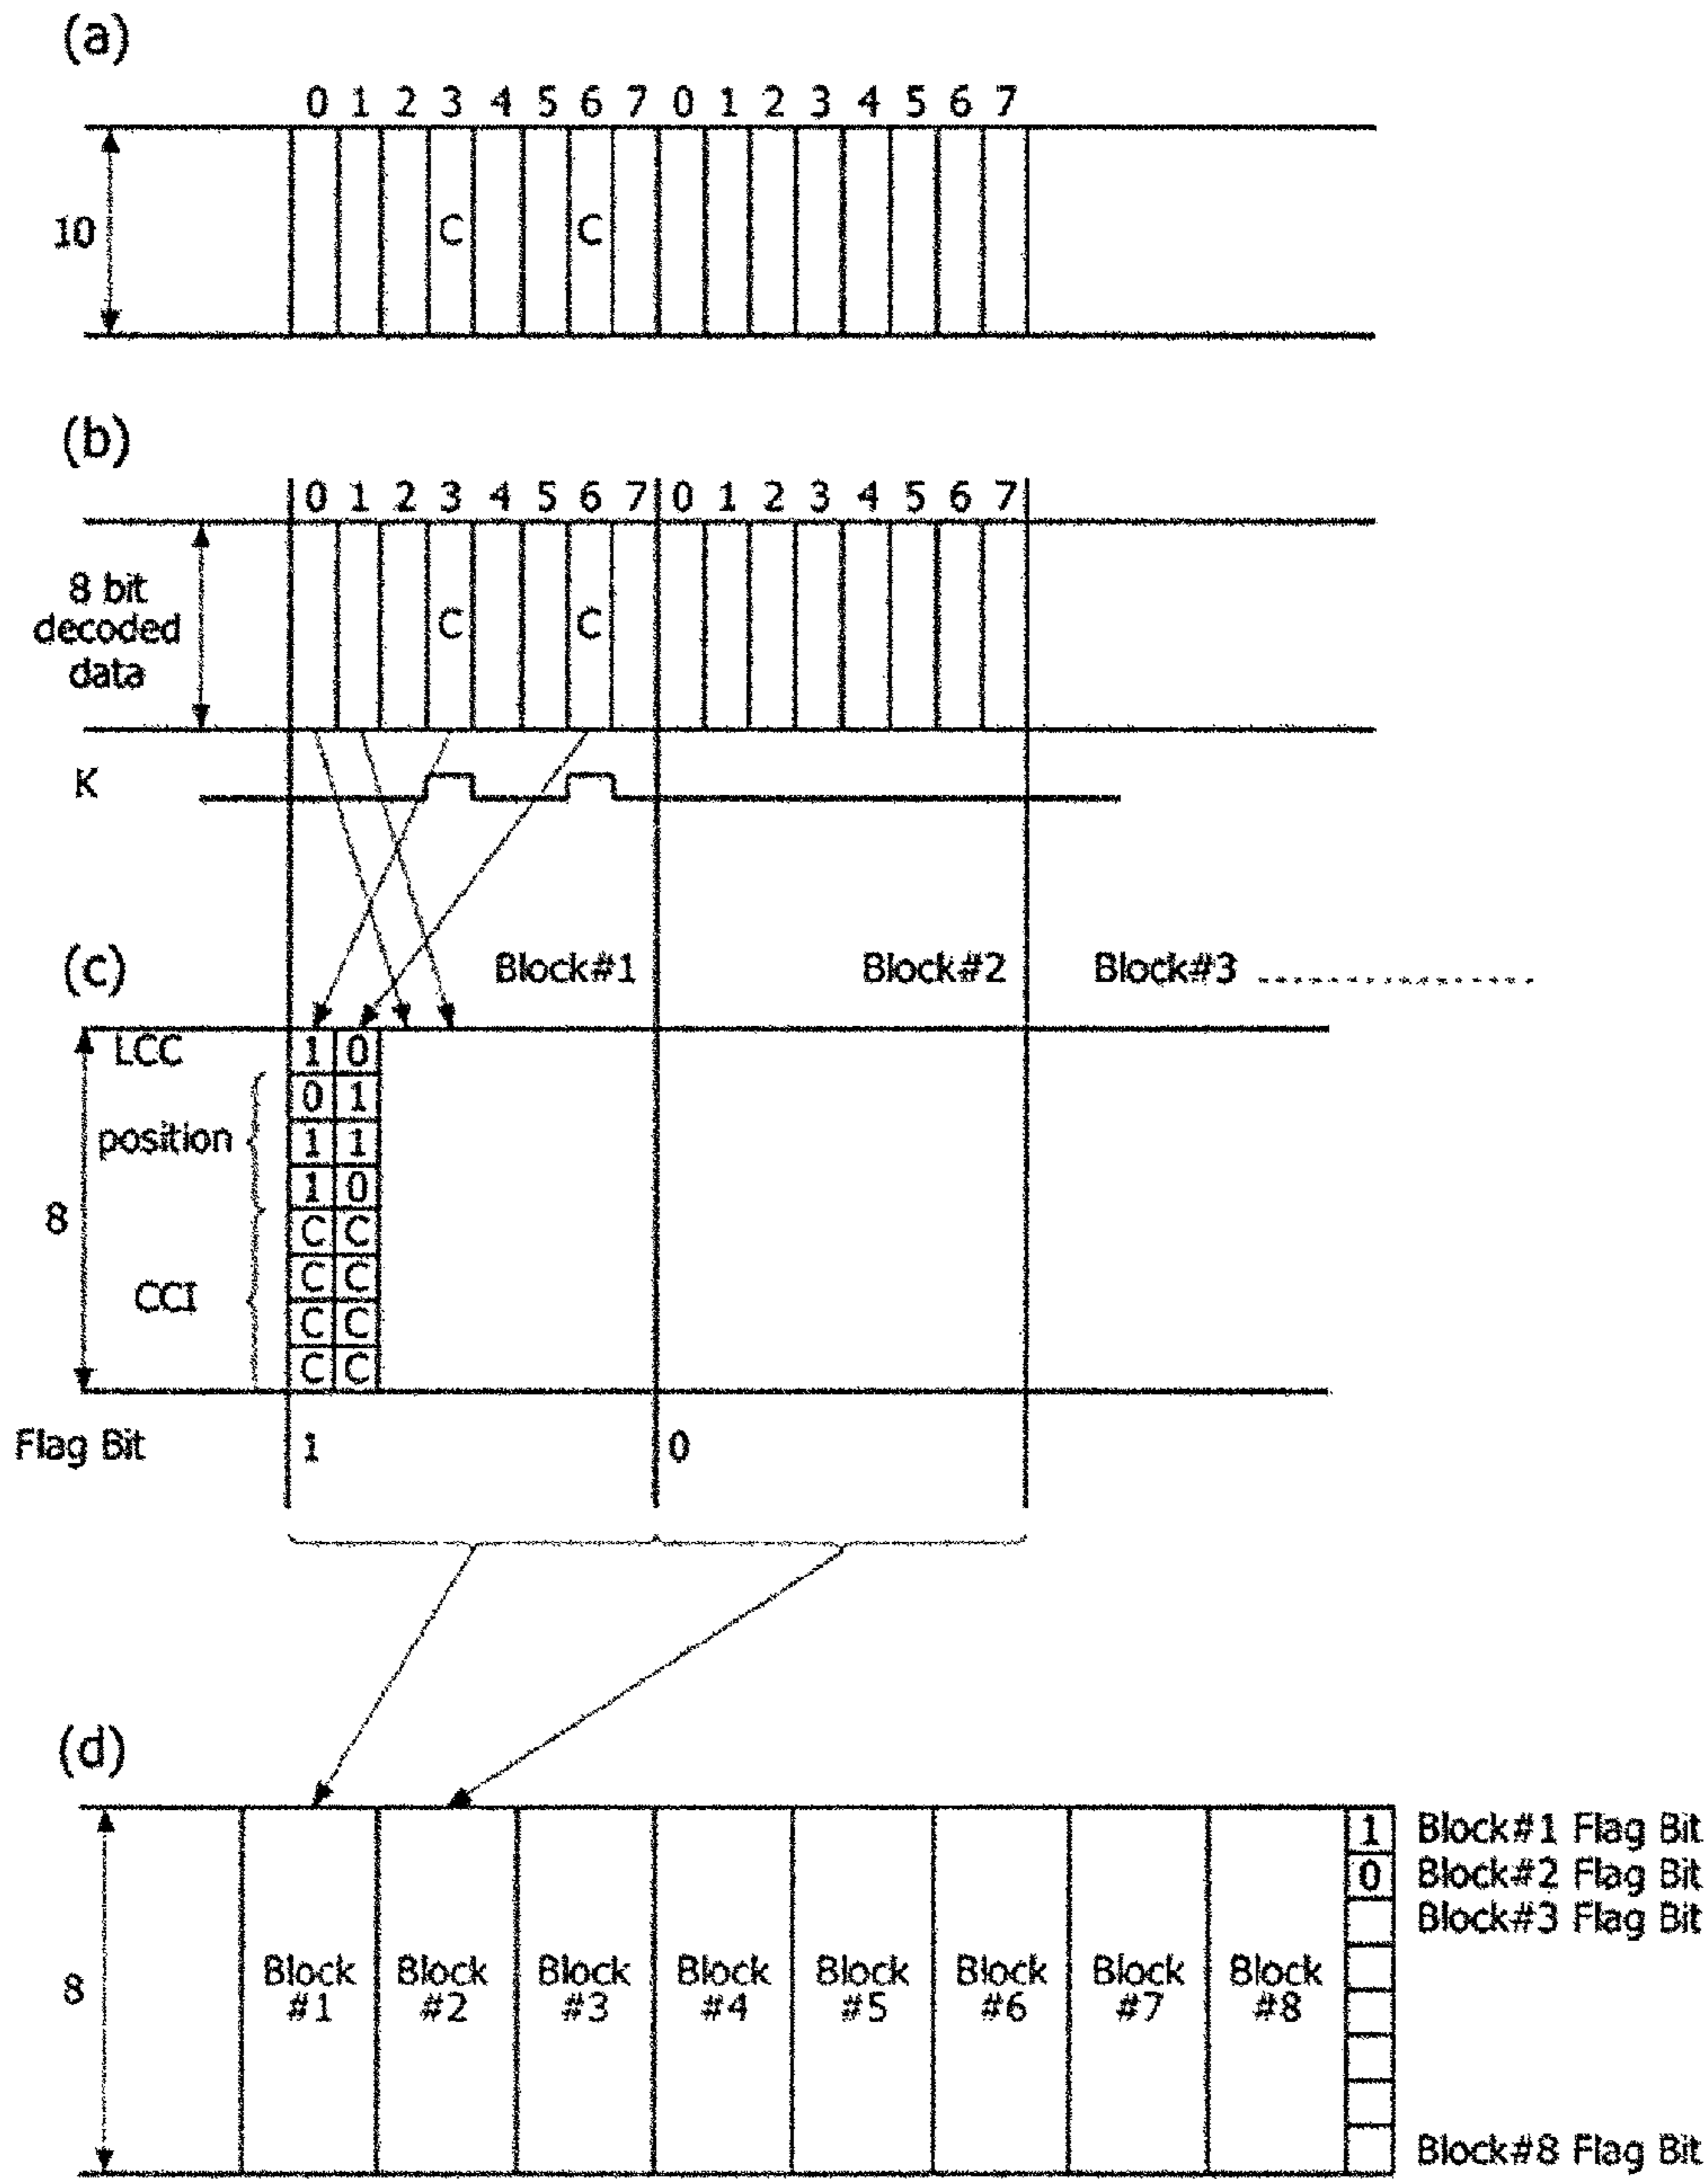 (a)
0 1 2 3 4 5 6 7 0 1 2 3 4 5 6 7
10
C C
(b)
0 1 2 3 4 5 6 7 0 1 2 3 4 5 6 7
8 bit
decoded
data
C C
K
(c)
Block#1 Block#2 Block#3
LCC
1 0
0 1
position
1 1
1 0
8
C C
C C
CCI
C C
C C
Flag Bit
1 0
(d)
1 Block#1 Flag Bit
0 Block#2 Flag Bit
Block#3 Flag Bit
8
Block Block Block Block Block Block Block Block
#1 #2 #3 #4 #5 #6 #7 #8
Block#8 Flag Bit